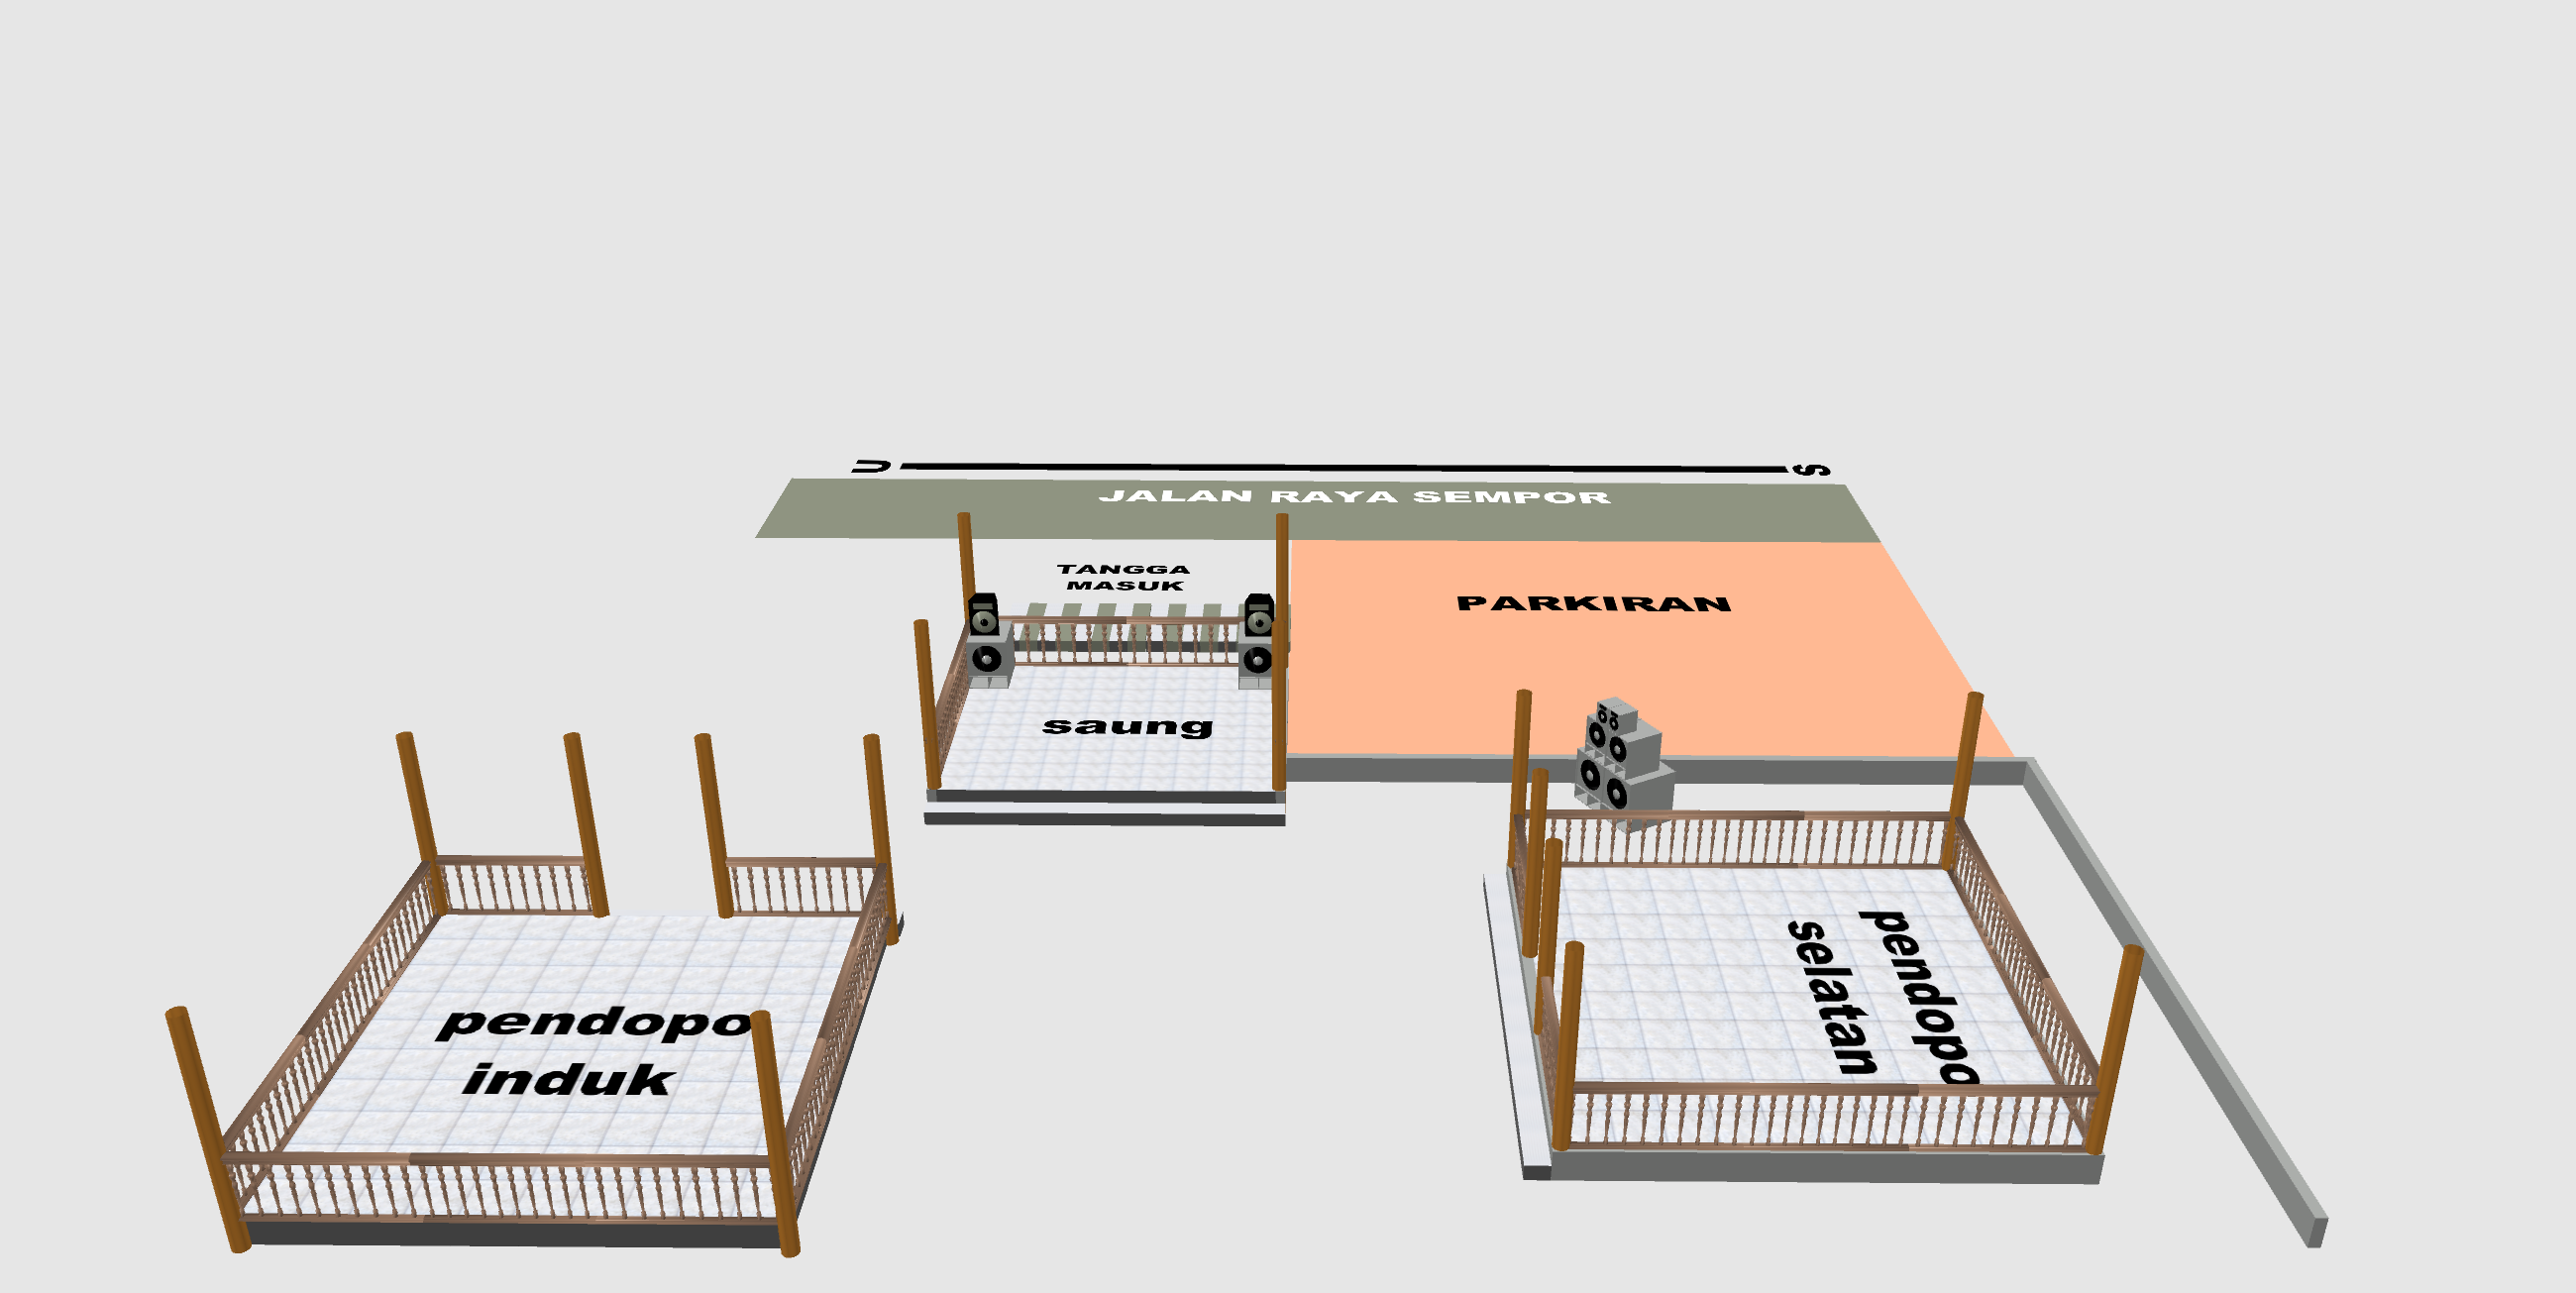 U
S
JALAN RAYA SEMPOR
TANGGA
MASUK
PARKIRAN
saung
pendopo
induk
pendopo
selatan